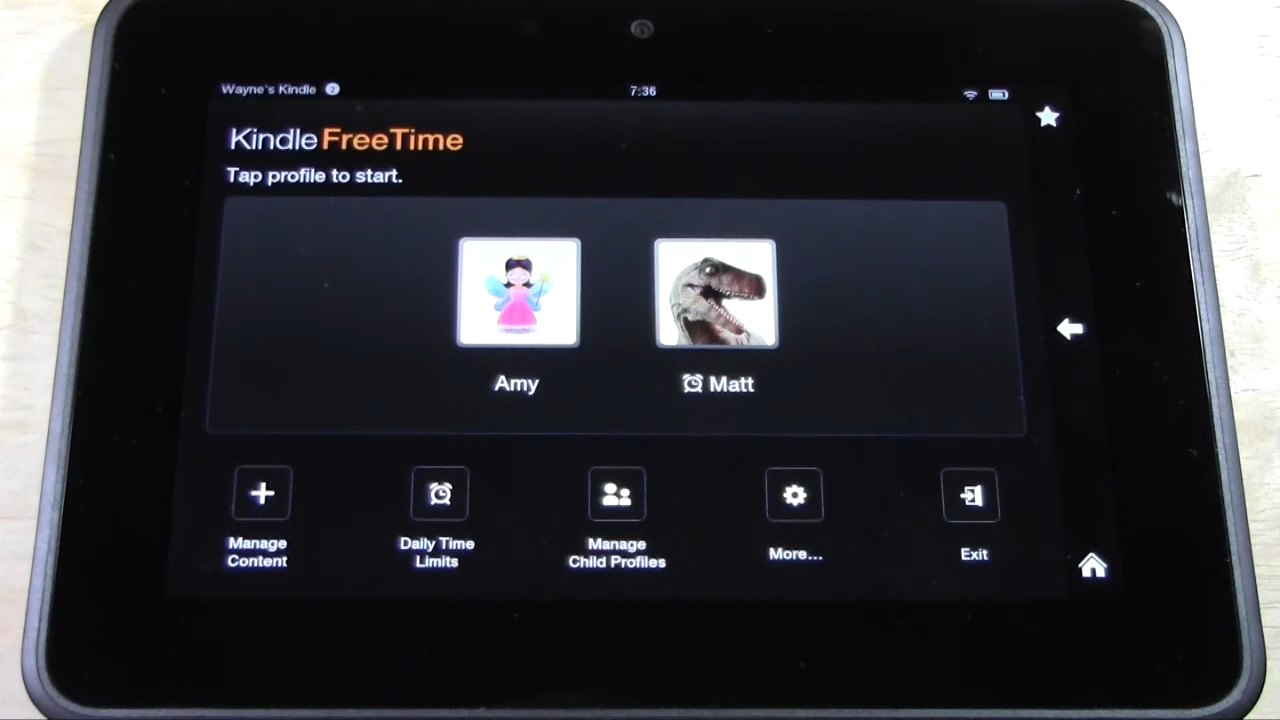 Wayne's Kindle 2 7:36
Kindle FreeTime
Tap profile to start.
Amy Matt
Manage Content Daily Time Limits Manage Child Profiles More... Exit